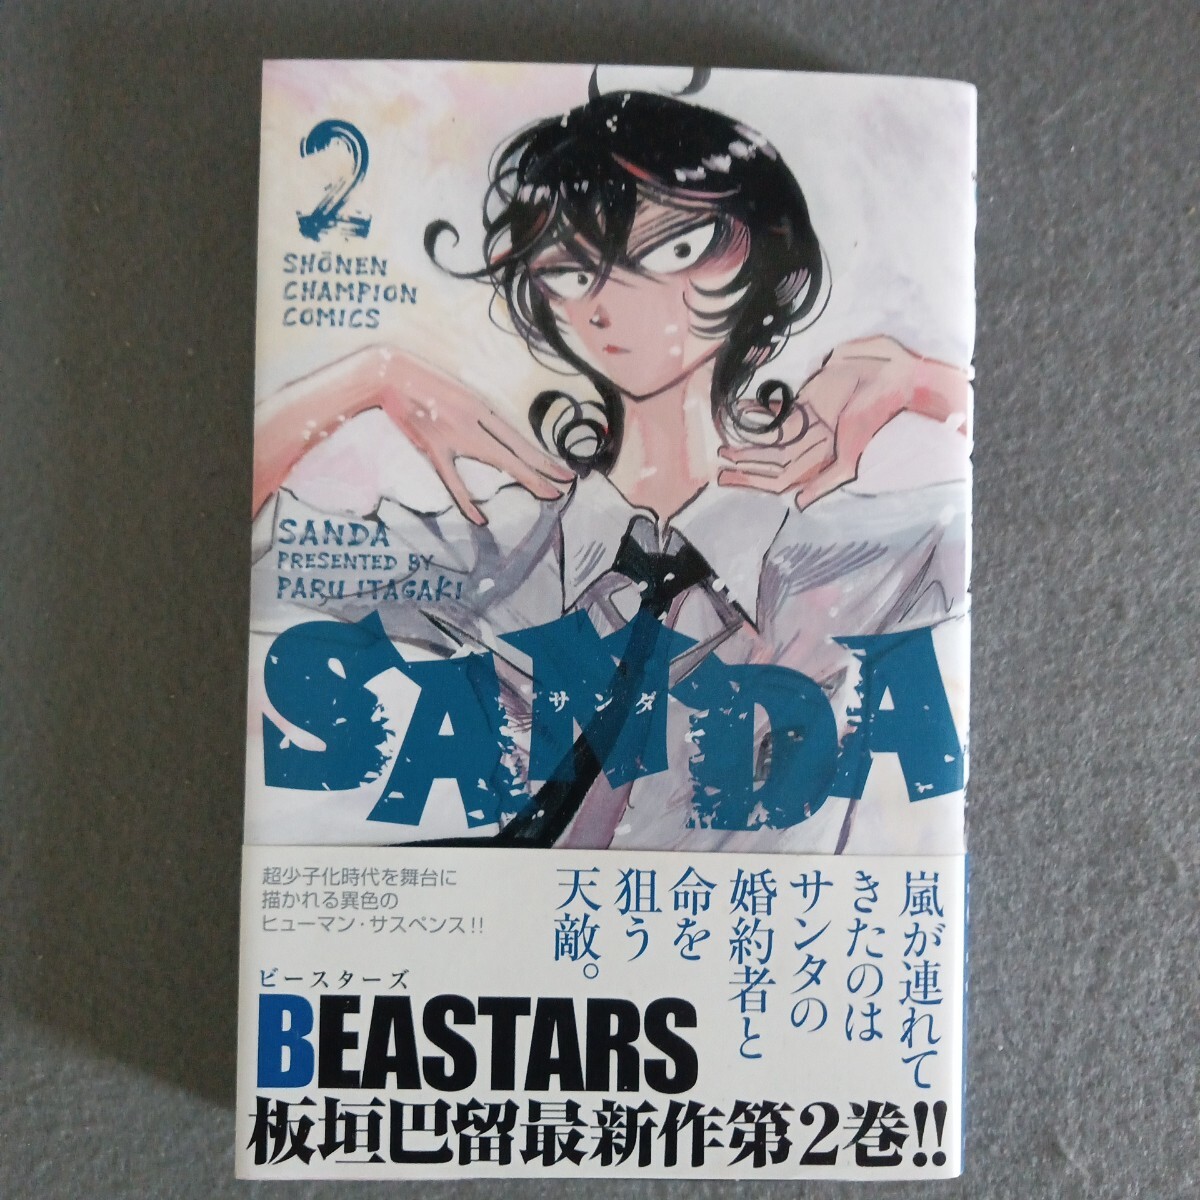 2
SHŌNEN
CHAMPION
COMICS
SANDA
PRESENTED BY
PARU ITAGAKI
SANDA
サンダ
嵐が連れて
きたのは
サンタの
婚約者と
命を
狙う
天敵。
超少子化時代を舞台に
描かれる異色の
ヒューマン・サスペンス!!
ビースターズ
BEASTARS
板垣巴留最新作第2巻!!